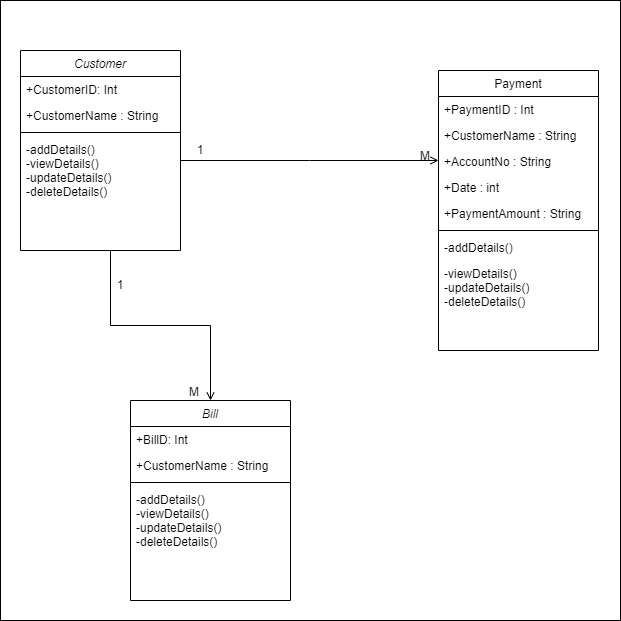 Customer
+CustomerID: Int
+CustomerName : String
-addDetails()
-viewDetails()
-updateDetails()
-deleteDetails()
1
M
Payment
+PaymentID : Int
+CustomerName : String
+AccountNo : String
+Date : int
+PaymentAmount : String
-addDetails()
-viewDetails()
-updateDetails()
-deleteDetails()
1
M
Bill
+BillD: Int
+CustomerName : String
-addDetails()
-viewDetails()
-updateDetails()
-deleteDetails()